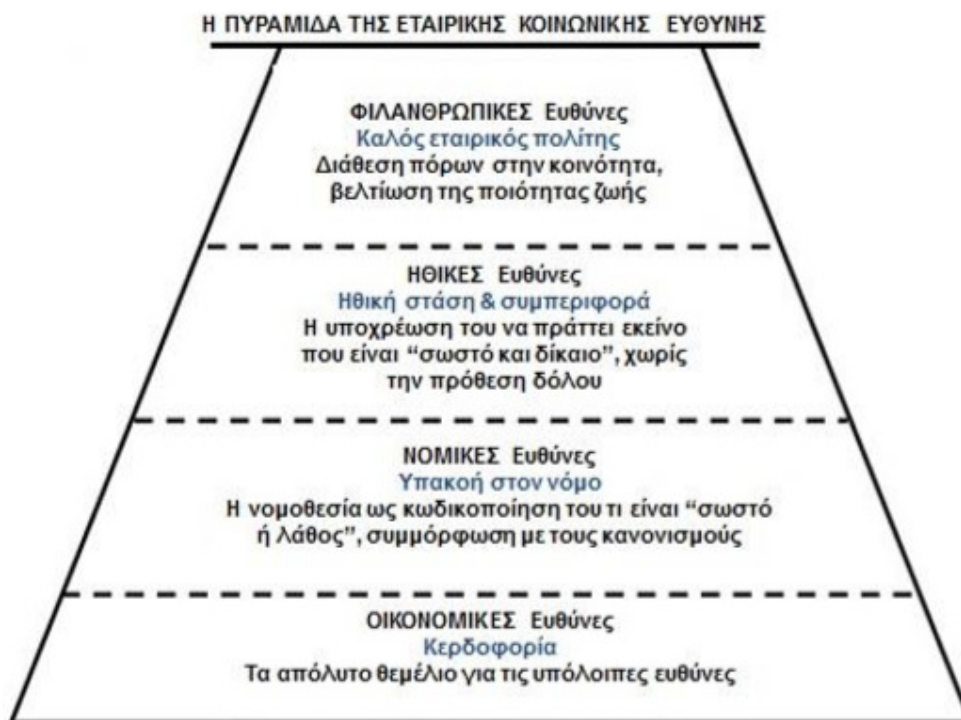 Η ΠΥΡΑΜΙΔΑ ΤΗΣ ΕΤΑΙΡΙΚΗΣ ΚΟΙΝΩΝΙΚΗΣ ΕΥΘΥΝΗΣ
ΦΙΛΑΝΘΡΩΠΙΚΕΣ Ευθύνες
Καλός εταιρικός πολίτης
Διάθεση πόρων στην κοινότητα,
βελτίωση της ποιότητας ζωής
ΗΘΙΚΕΣ Ευθύνες
Ηθική στάση & συμπεριφορά
Η υποχρέωση του να πράττει εκείνο
που είναι “σωστό και δίκαιο”, χωρίς
την πρόθεση δόλου
ΝΟΜΙΚΕΣ Ευθύνες
Υπακοή στον νόμο
Η νομοθεσία ως κωδικοποίηση του τι είναι “σωστό
ή λάθος”, συμμόρφωση με τους κανονισμούς
ΟΙΚΟΝΟΜΙΚΕΣ Ευθύνες
Κερδοφορία
Τα απόλυτο θεμέλιο για τις υπόλοιπες ευθύνες